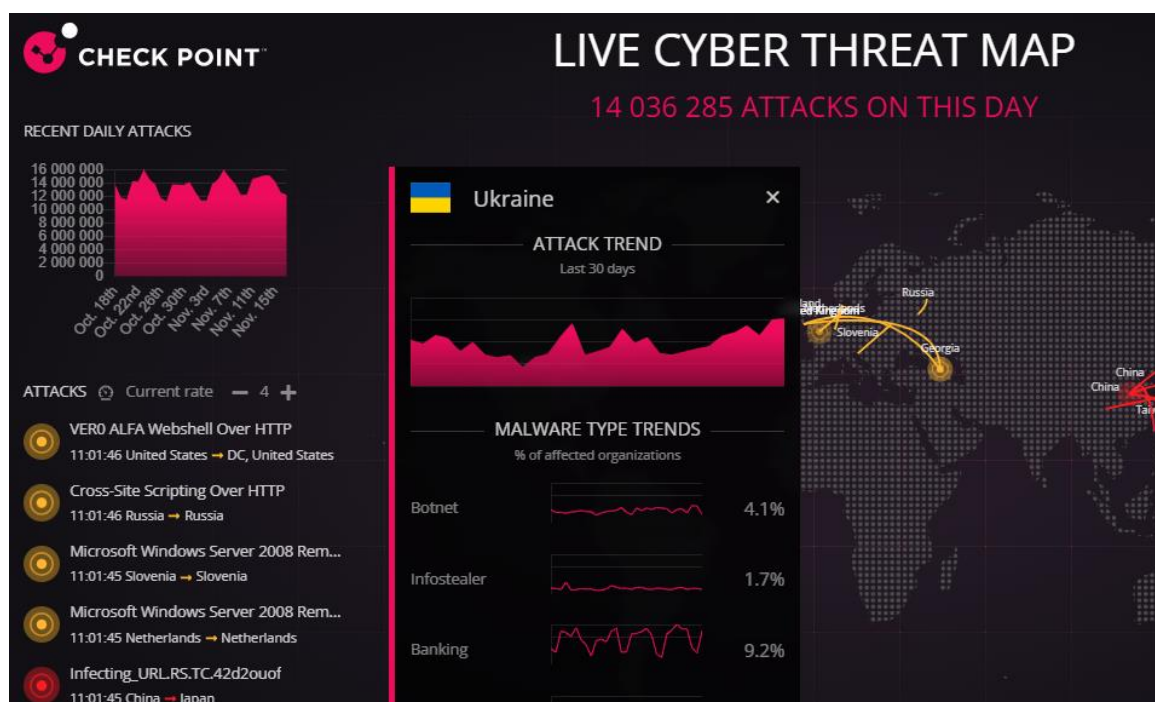 CHECK POINT
LIVE CYBER THREAT MAP
14 036 285 ATTACKS ON THIS DAY
RECENT DAILY ATTACKS
16 000 000
14 000 000
12 000 000
10 000 000
8 000 000
6 000 000
4 000 000
2 000 000
0
Oct. 18th
Oct. 22nd
Oct. 26th
Oct. 30th
Nov. 3rd
Nov. 7th
Nov. 11th
Nov. 15th
ATTACKS Current rate — 4 +
VER0 ALFA Webshell Over HTTP
11:01:46 United States → DC, United States
Cross-Site Scripting Over HTTP
11:01:46 Russia → Russia
Microsoft Windows Server 2008 Rem...
11:01:45 Slovenia → Slovenia
Microsoft Windows Server 2008 Rem...
11:01:45 Netherlands → Netherlands
Infecting_URL.RS.TC.42d2ouof
11:01:45 China → Japan
Ukraine ×
ATTACK TREND
Last 30 days
MALWARE TYPE TRENDS
% of affected organizations
Botnet 4.1%
Infostealer 1.7%
Banking 9.2%
Russia
Slovenia
Georgia
China
China